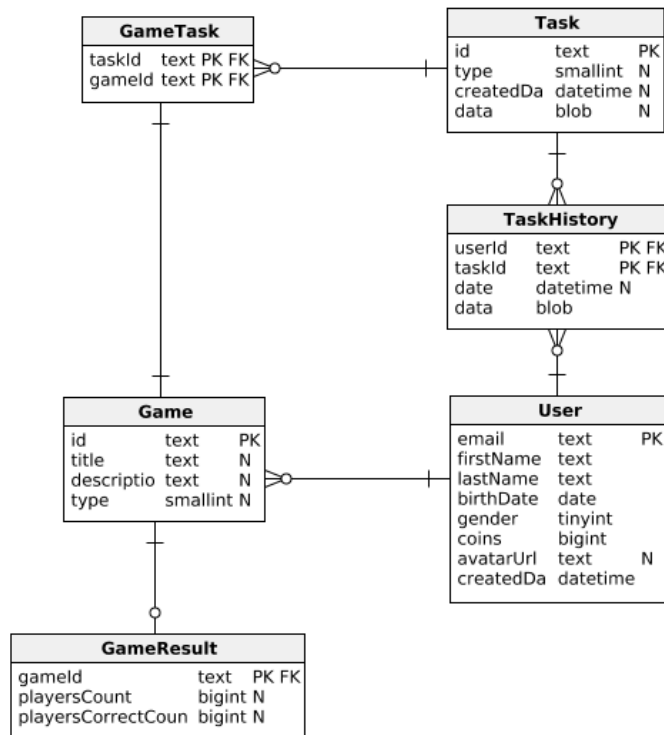 GameTask
taskId text PK FK
gameId text PK FK
Task
id text PK
type smallint N
createdDa datetime N
data blob N
TaskHistory
userId text PK FK
taskId text PK FK
date datetime N
data blob
Game
id text PK
title text N
descriptio text N
type smallint N
User
email text PK
firstName text
lastName text
birthDate date
gender tinyint
coins bigint
avatarUrl text N
createdDa datetime
GameResult
gameId text PK FK
playersCount bigint N
playersCorrectCoun bigint N